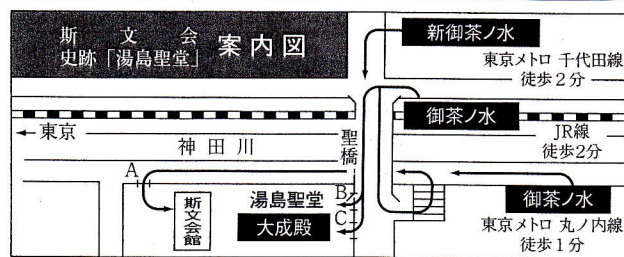 斯文会
史跡「湯島聖堂」
案内図
新御茶ノ水
東京メトロ 千代田線
徒歩2分
御茶ノ水
JR線
徒歩2分
←東京
神田川
聖橋
A
B
C
斯文会館
湯島聖堂
大成殿
御茶ノ水
東京メトロ 丸ノ内線
徒歩1分